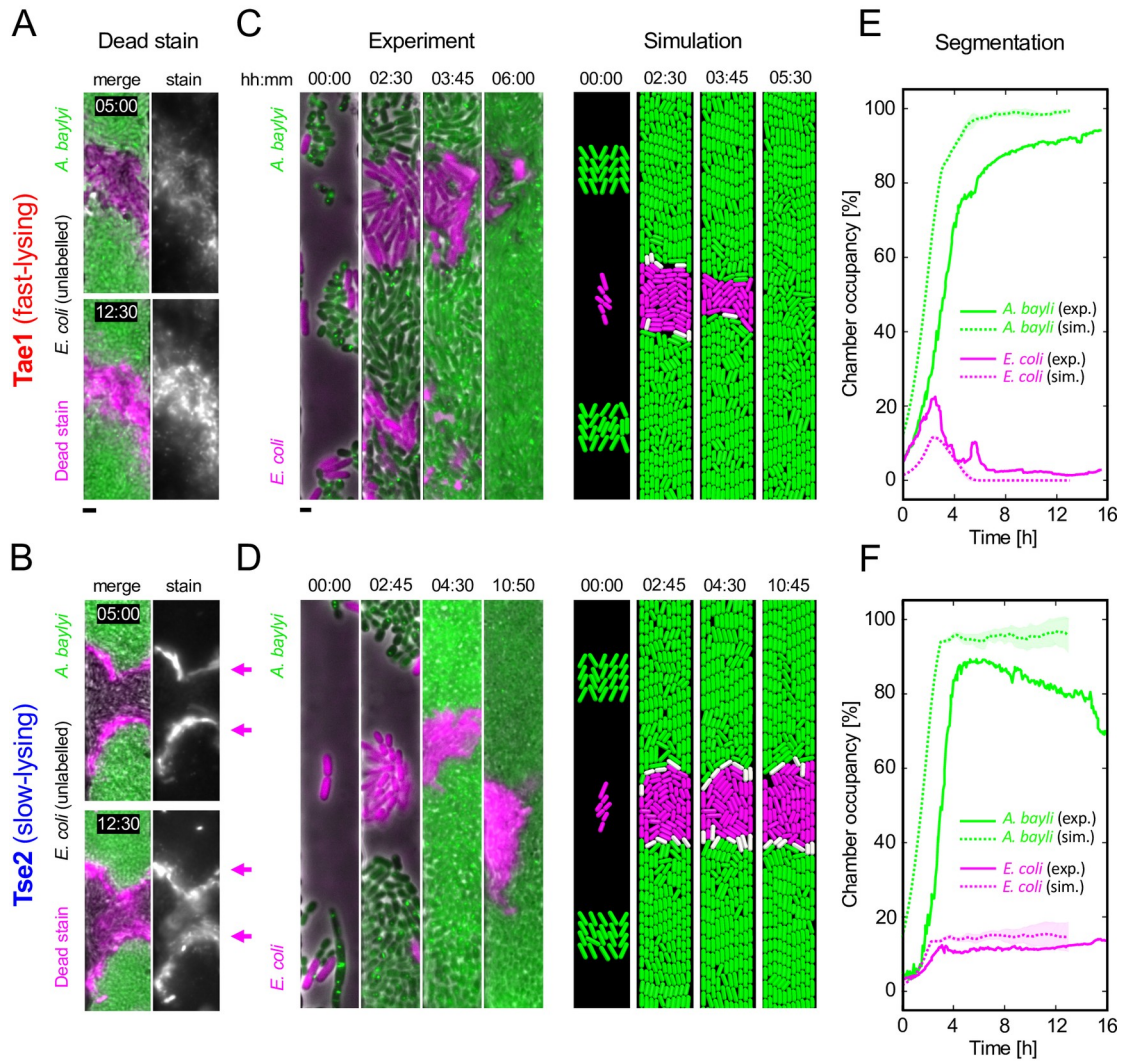 A
Dead stain
merge
stain
05:00
12:30
A. baylyi
E. coli (unlabelled)
Dead stain
Tae1 (fast-lysing)
C
Experiment
Simulation
hh:mm
00:00
02:30
03:45
06:00
00:00
02:30
03:45
05:30
A. baylyi
E. coli
E
Segmentation
Chamber occupancy [%]
100
80
60
40
20
0
A. bayli (exp.)
A. bayli (sim.)
E. coli (exp.)
E. coli (sim.)
0
4
8
12
16
Time [h]
B
merge
stain
05:00
12:30
A. baylyi
E. coli (unlabelled)
Dead stain
Tse2 (slow-lysing)
D
00:00
02:45
04:30
10:50
00:00
02:45
04:30
10:45
A. baylyi
E. coli
F
Chamber occupancy [%]
100
80
60
40
20
0
A. bayli (exp.)
A. bayli (sim.)
E. coli (exp.)
E. coli (sim.)
0
4
8
12
16
Time [h]